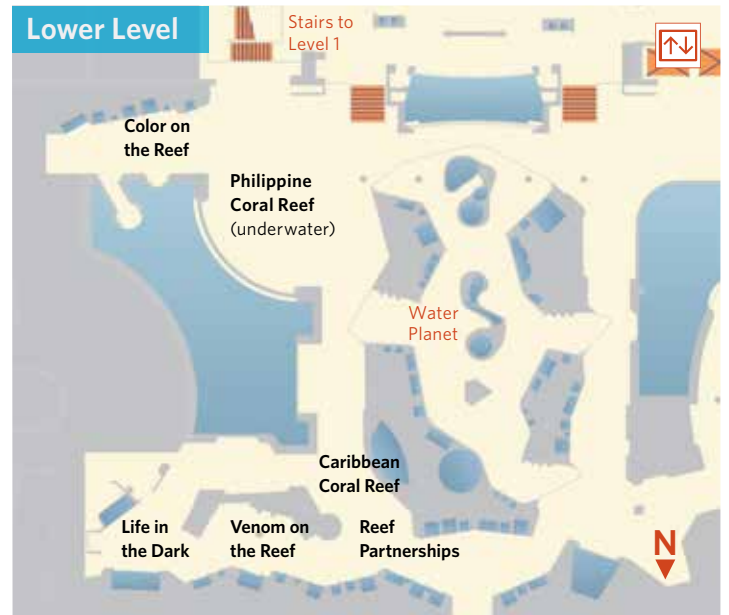 Lower Level
Stairs to
Level 1
Color on
the Reef
Philippine
Coral Reef
(underwater)
Water
Planet
Caribbean
Coral Reef
Life in
the Dark
Venom on
the Reef
Reef
Partnerships
N